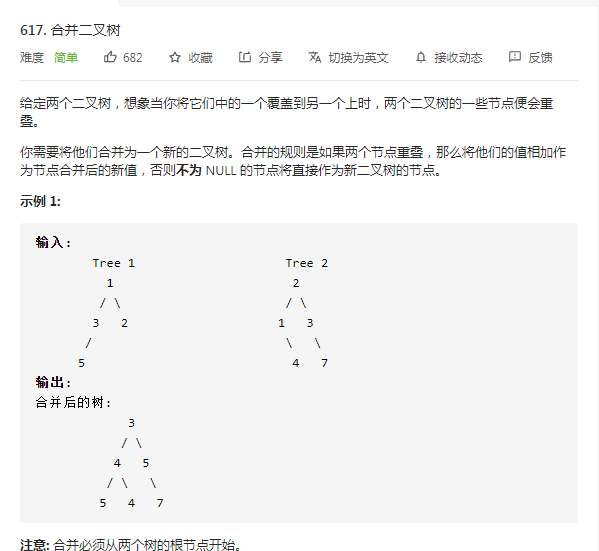 617. 合并二叉树
难度 简单 682 收藏 分享 切换为英文 接收动态 反馈
给定两个二叉树，想象当你将它们中的一个覆盖到另一个上时，两个二叉树的一些节点便会重
叠。
你需要将他们合并为一个新的二叉树。合并的规则是如果两个节点重叠，那么将他们的值相加作
为节点合并后的新值，否则不为 NULL 的节点将直接作为新二叉树的节点。
示例 1:
输入:
Tree 1 Tree 2
1 2
/ \ / \
3 2 1 3
/ \ \
5 4 7
输出:
合并后的树:
3
/ \
4 5
/ \ \
5 4 7
注意: 合并必须从两个树的根节点开始。